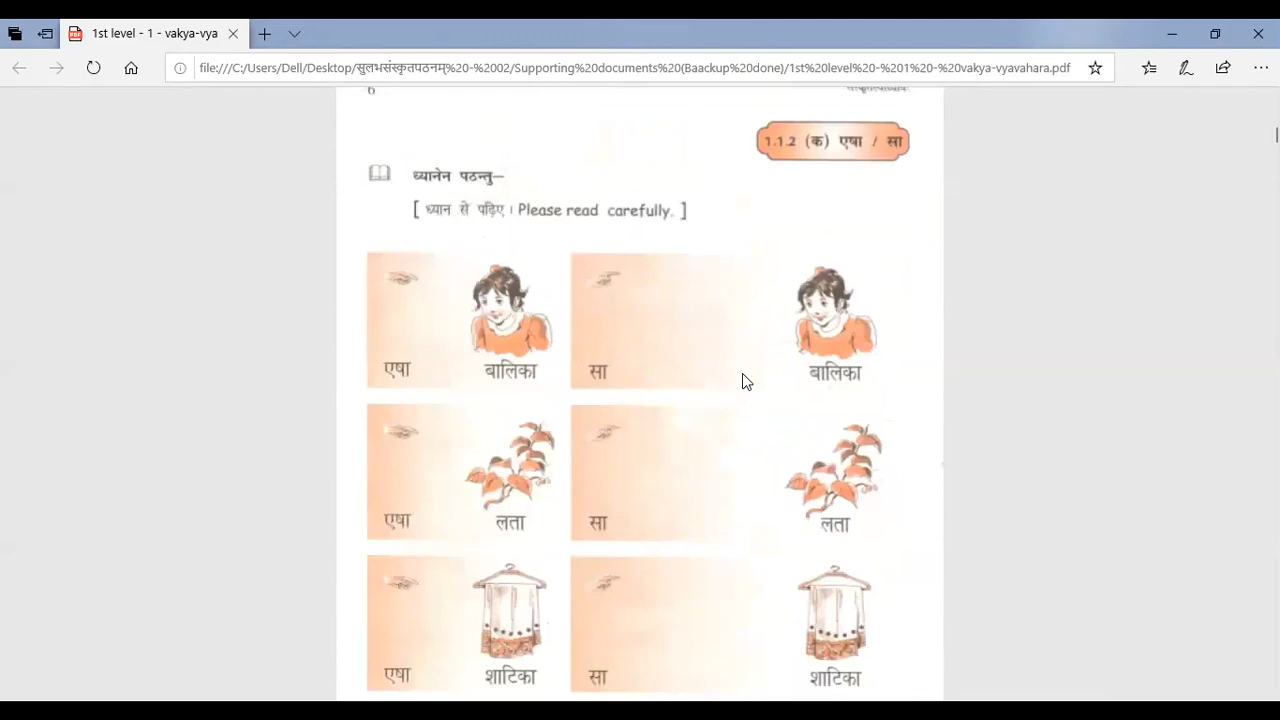 1st level - 1 - vakya-vya
file:///C:/Users/Dell/Desktop/सुलभसंस्कृतपठनम्%20-%2002/Supporting%20documents%20(Baackup%20done)/1st%20level%20-%201%20-%20vakya-vyavahara.pdf
6
1.1.2 (क) एषा / सा
ध्यानेन पठन्तु–
[ ध्यान से पढ़िए। Please read carefully. ]
एषा बालिका सा बालिका
एषा लता सा लता
एषा शाटिका सा शाटिका